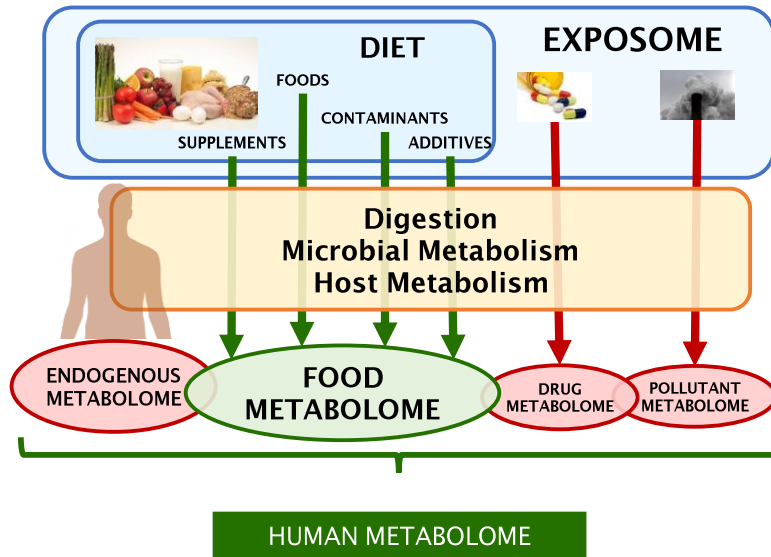 DIET
EXPOSOME
FOODS
CONTAMINANTS
SUPPLEMENTS
ADDITIVES
Digestion
Microbial Metabolism
Host Metabolism
ENDOGENOUS
METABOLOME
FOOD
METABOLOME
DRUG
METABOLOME
POLLUTANT
METABOLOME
HUMAN METABOLOME